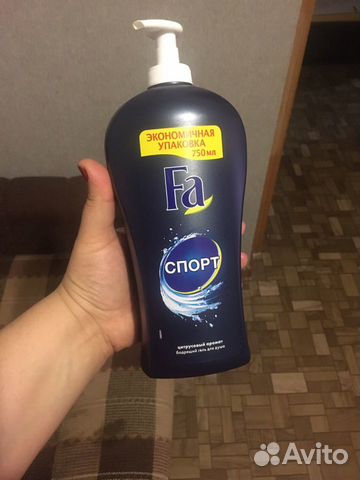 ЭКОНОМИЧНАЯ
УПАКОВКА
750 мл
Fa
СПОРТ
цитрусовый аромат
бодрящий гель для душа
Avito